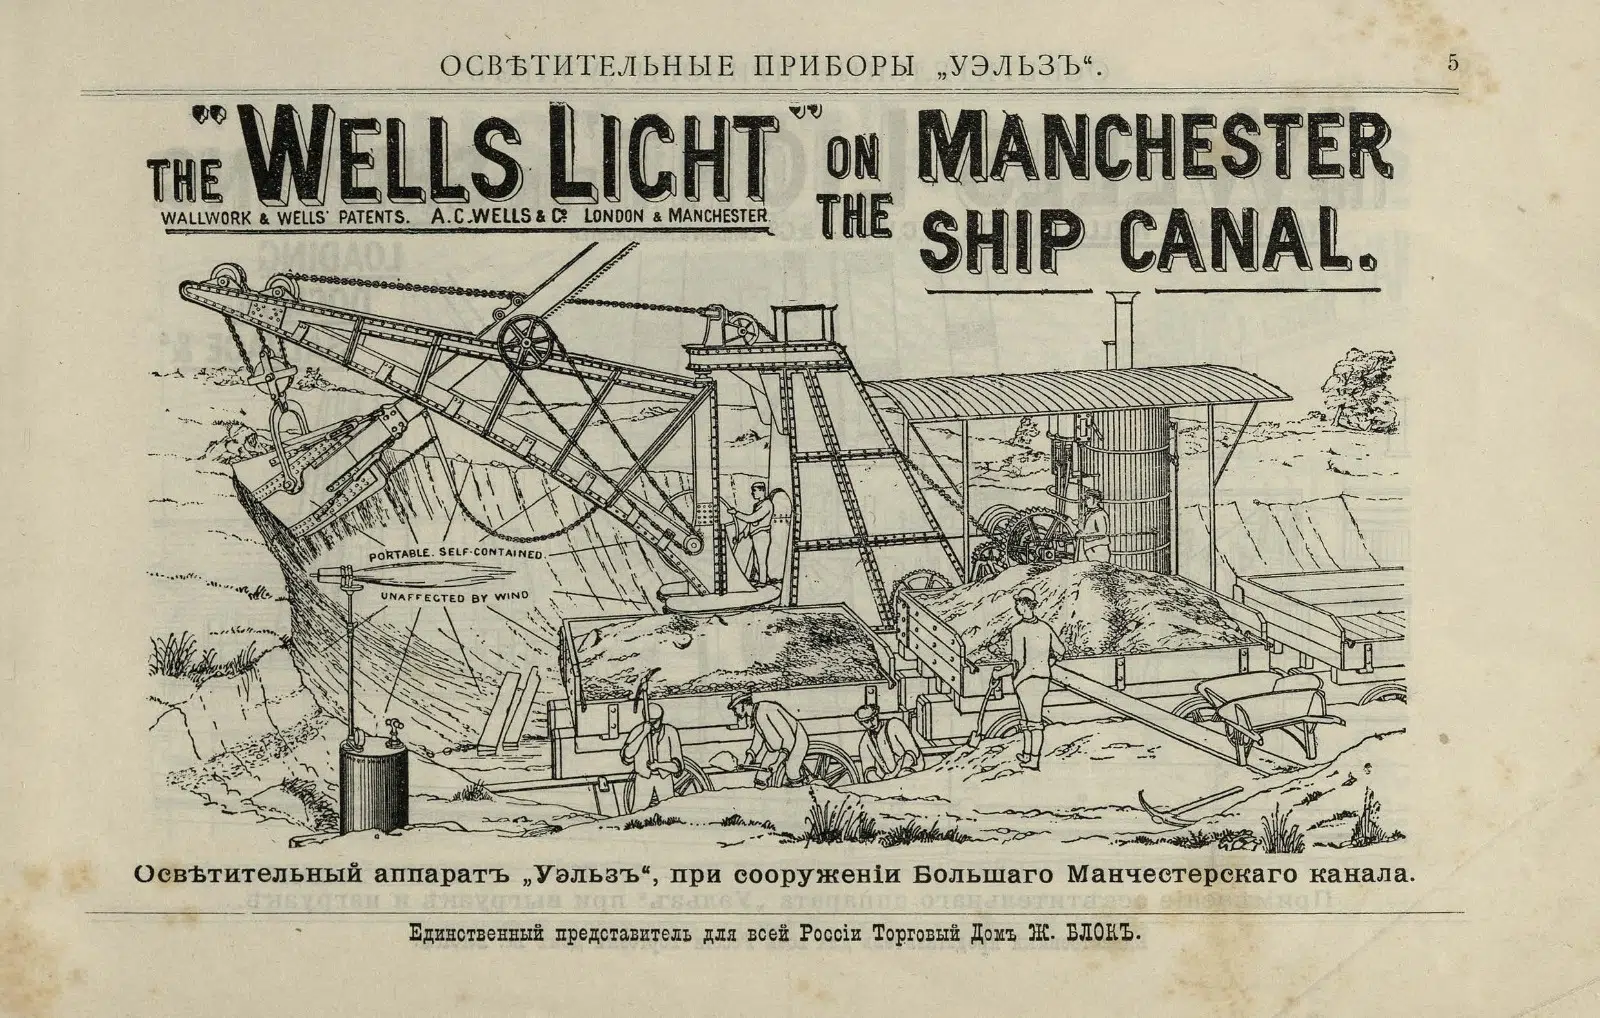 ОСВѢТИТЕЛЬНЫЕ ПРИБОРЫ „УЭЛЬЗЪ“.
5
THE "WELLS LIGHT" ON THE MANCHESTER SHIP CANAL.
WALLWORK & WELLS' PATENTS. A.C.WELLS & Co. LONDON & MANCHESTER
PORTABLE. SELF-CONTAINED.
UNAFFECTED BY WIND
Освѣтительный аппаратъ „Уэльзъ“, при сооруженіи Большаго Манчестерскаго канала.
Единственный представитель для всей Россіи Торговый Домъ Ж. БЛОКЪ.